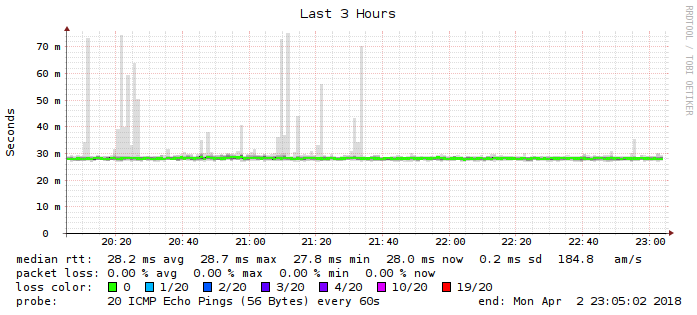 Last 3 Hours
RRDTOOL / TOBI OETIKER
Seconds
70 m
60 m
50 m
40 m
30 m
20 m
10 m
0
20:20 20:40 21:00 21:20 21:40 22:00 22:20 22:40 23:00
median rtt: 28.2 ms avg 28.7 ms max 27.8 ms min 28.0 ms now 0.2 ms sd 184.8 am/s
packet loss: 0.00 % avg 0.00 % max 0.00 % min 0.00 % now
loss color: 0 1/20 2/20 3/20 4/20 10/20 19/20
probe: 20 ICMP Echo Pings (56 Bytes) every 60s end: Mon Apr 2 23:05:02 2018